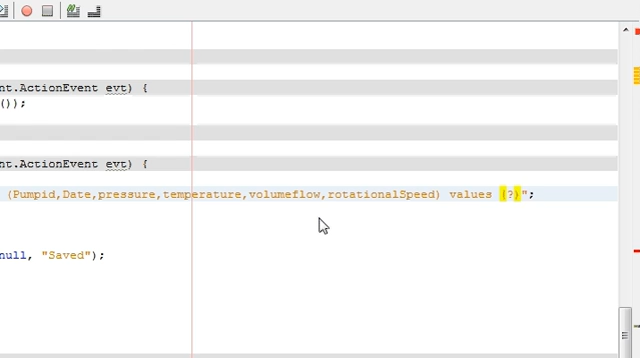 nt.ActionEvent evt) {
());
nt.ActionEvent evt) {
(Pumpid,Date,pressure,temperature,volumeflow,rotationalSpeed) values (?)";
null, "Saved");